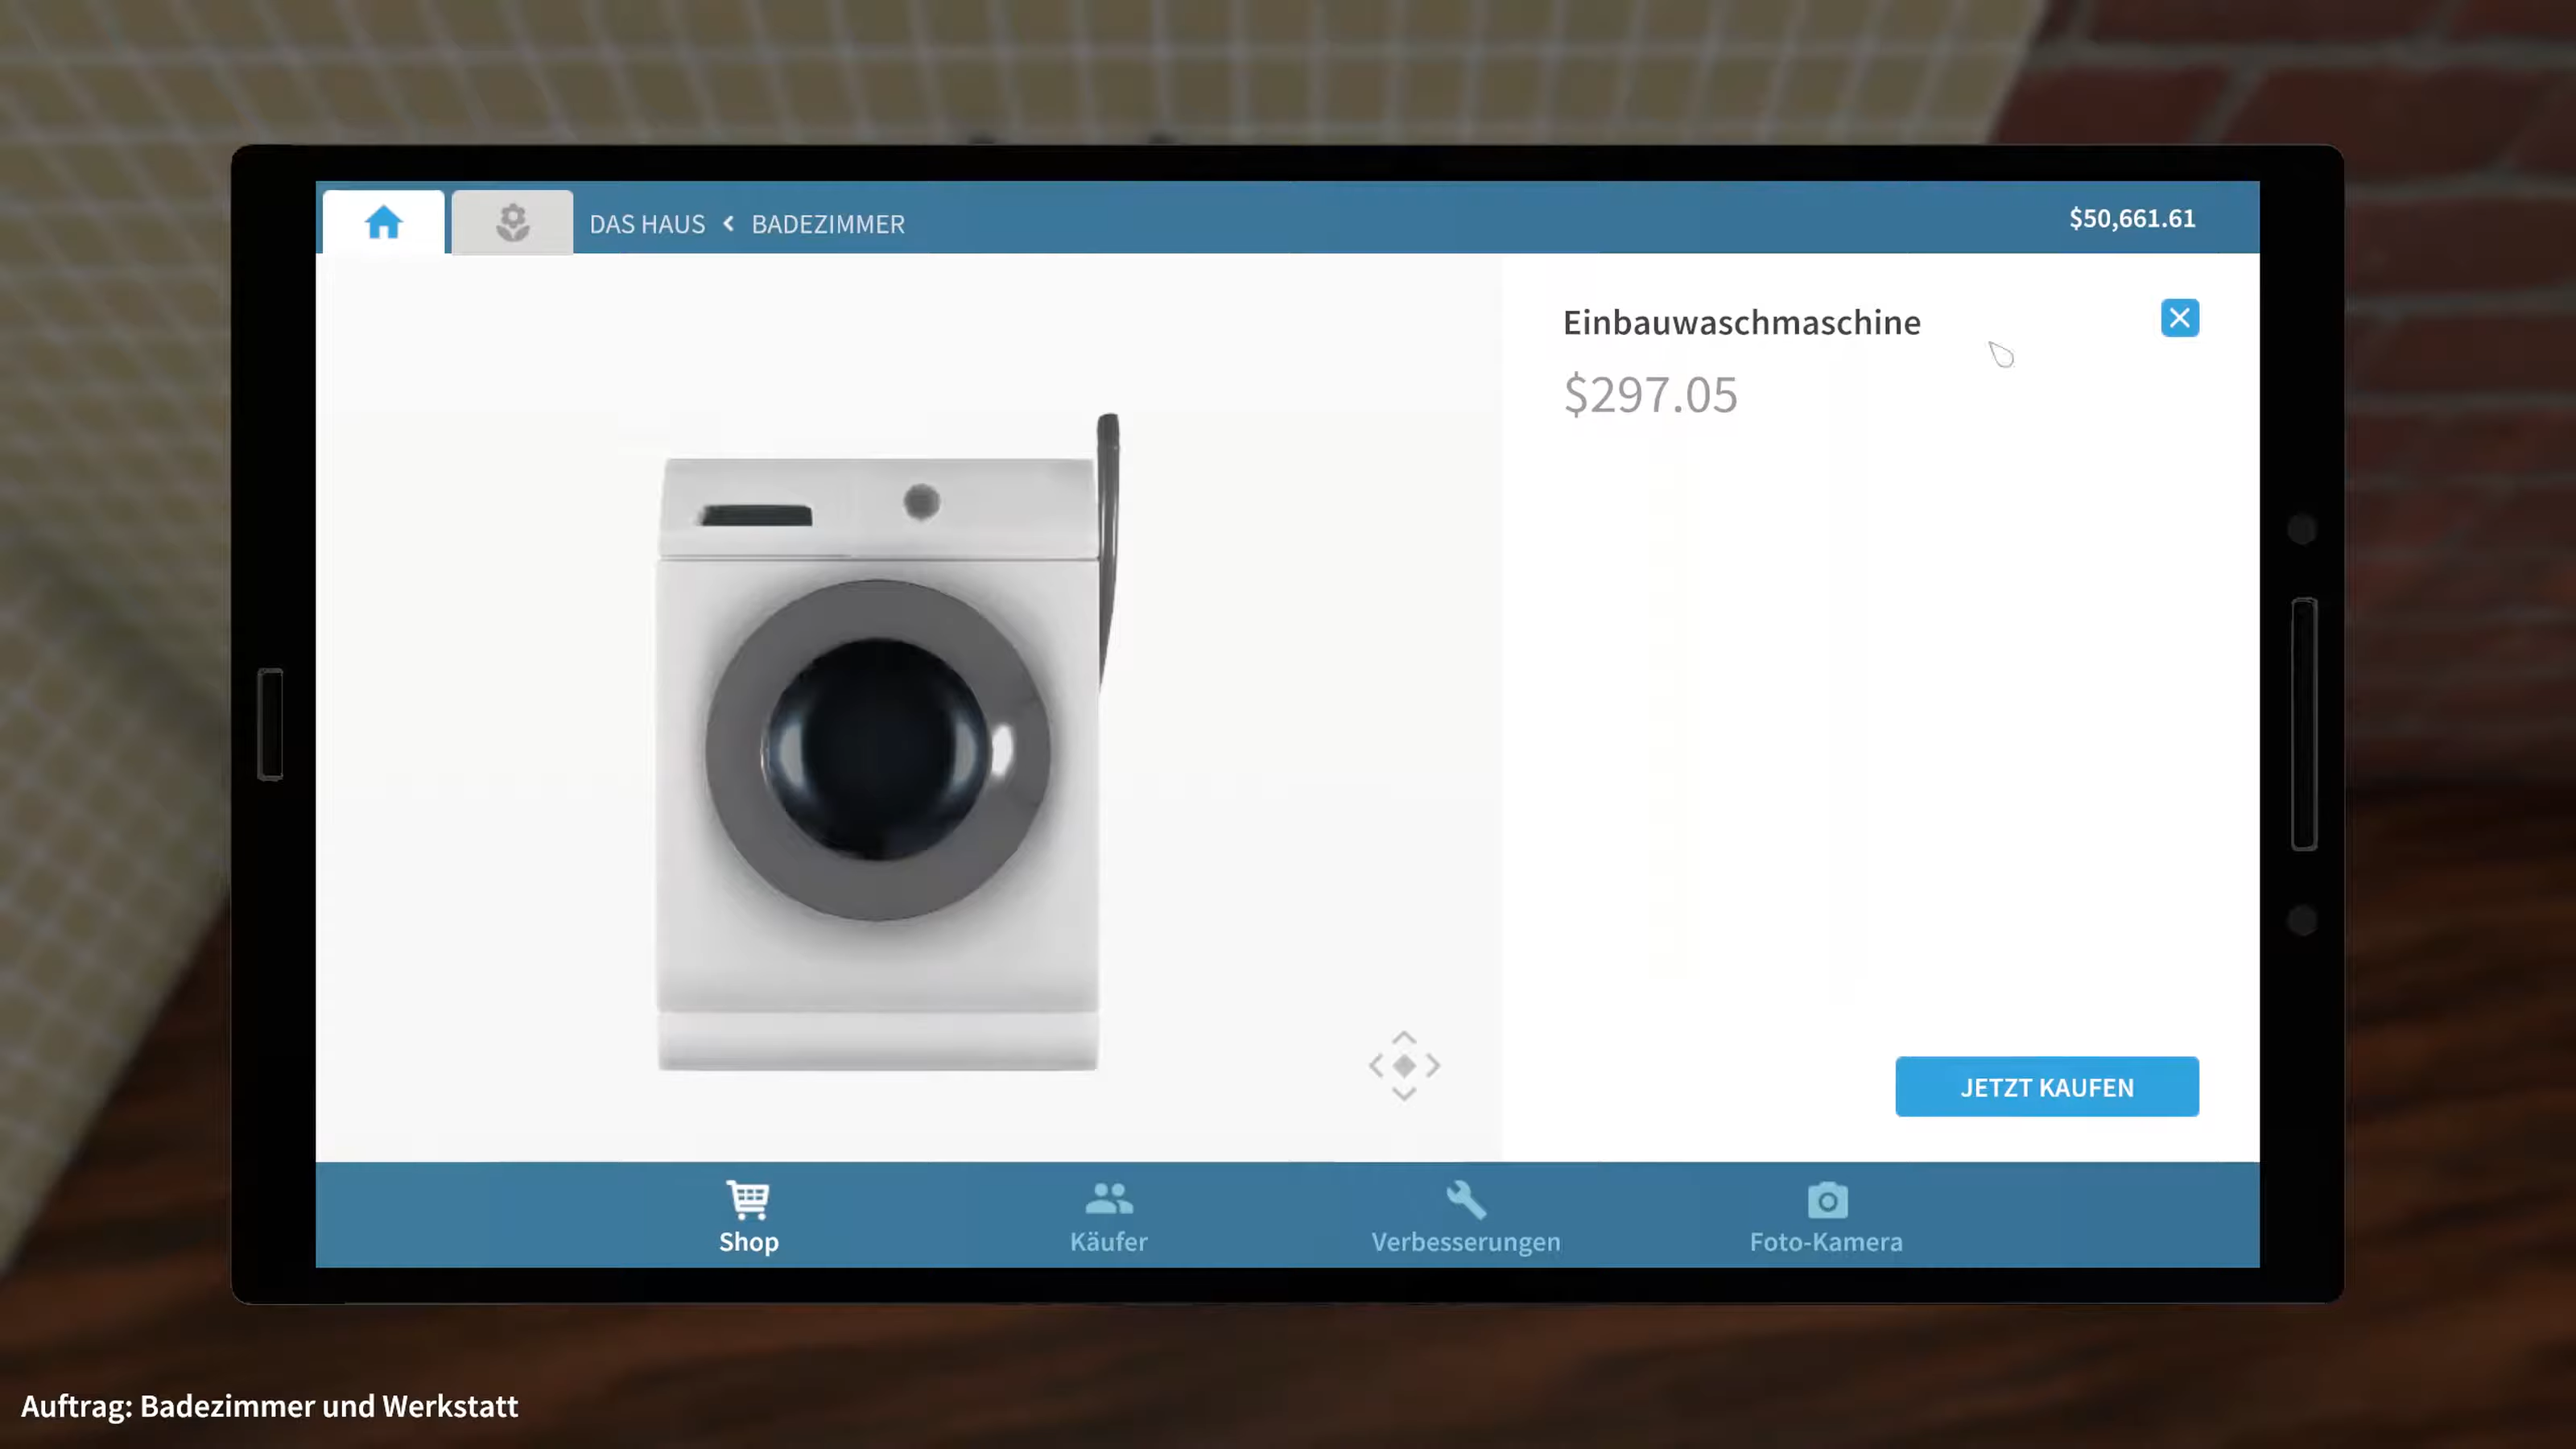 DAS HAUS < BADEZIMMER
$50,661.61
Einbauwaschmaschine
$297.05
JETZT KAUFEN
Shop
Käufer
Verbesserungen
Foto-Kamera
Auftrag: Badezimmer und Werkstatt